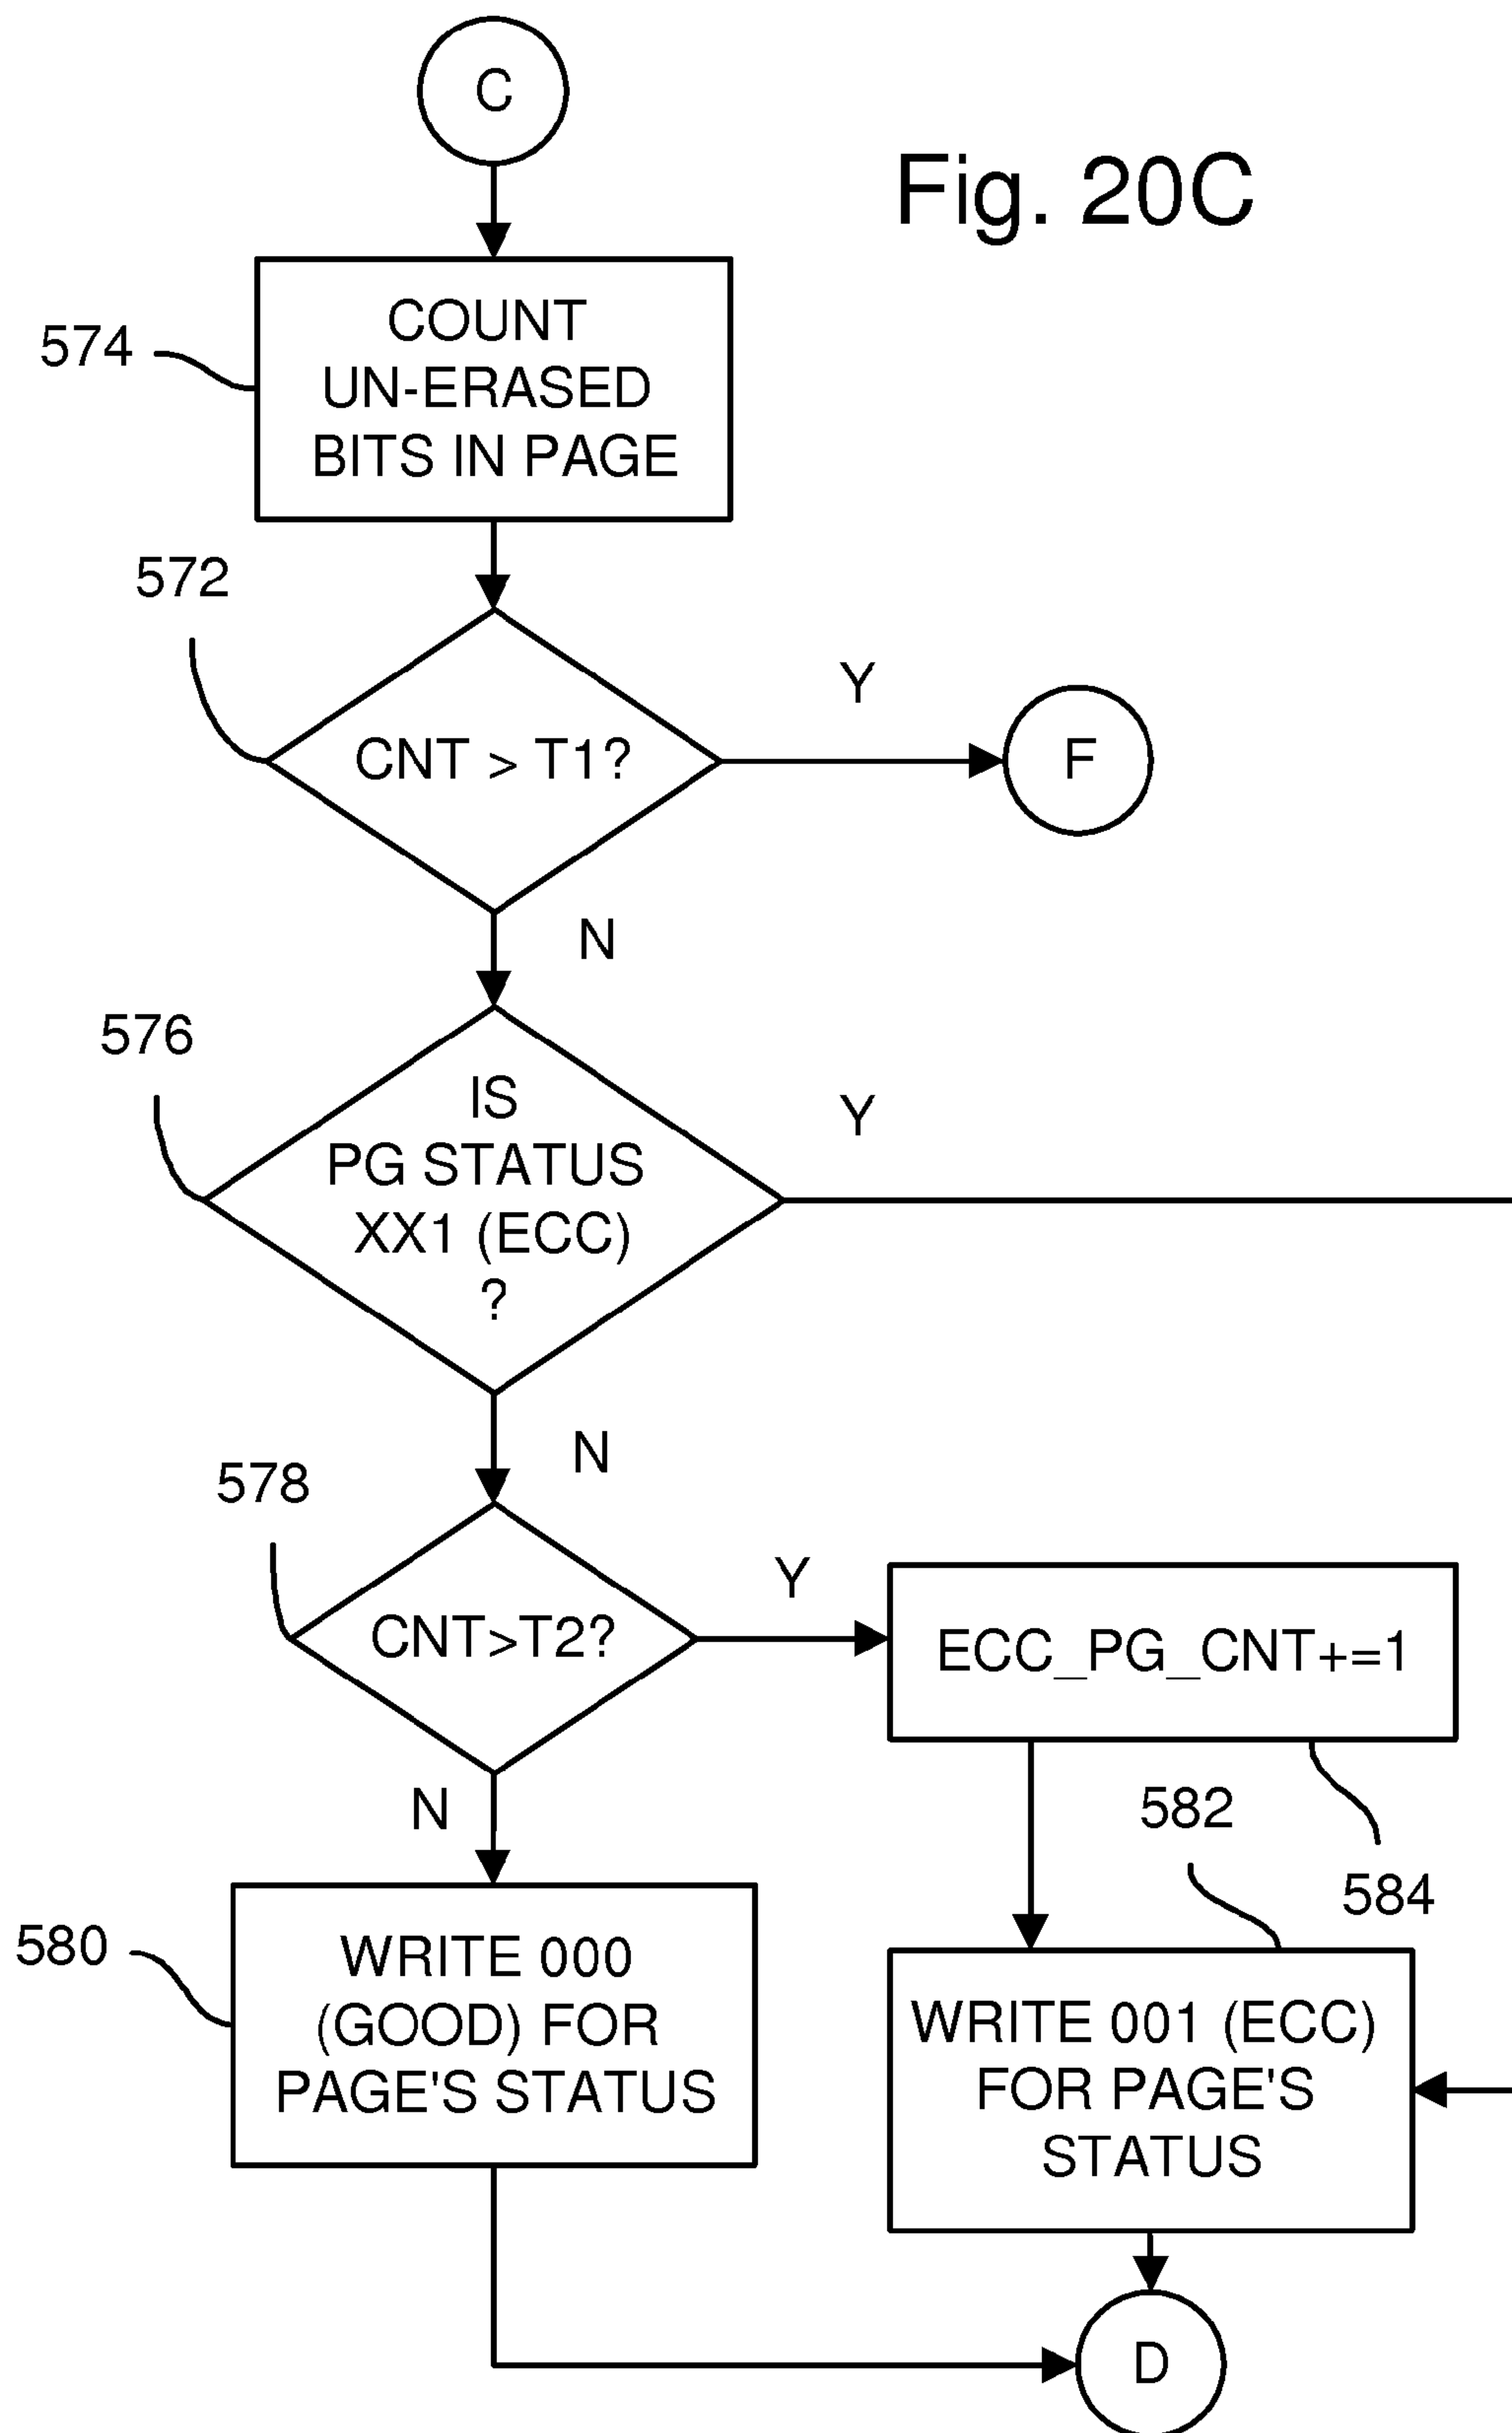 C
Fig. 20C
574
COUNT
UN-ERASED
BITS IN PAGE
572
CNT > T1?
Y
F
N
576
IS
PG STATUS
XX1 (ECC)
?
Y
N
578
CNT>T2?
Y
ECC_PG_CNT+=1
N
582
584
580
WRITE 000
(GOOD) FOR
PAGE'S STATUS
WRITE 001 (ECC)
FOR PAGE'S
STATUS
D